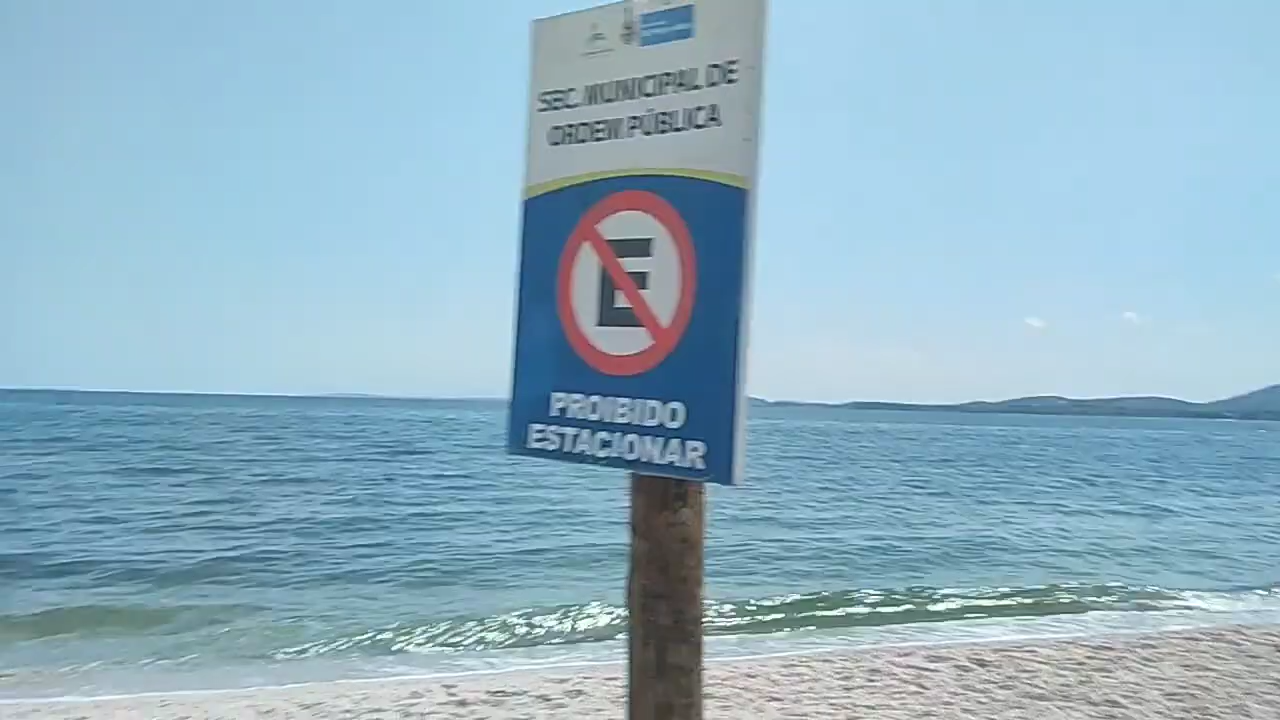 SEC. MUNICIPAL DE
ORDEM PÚBLICA
E
PROIBIDO
ESTACIONAR